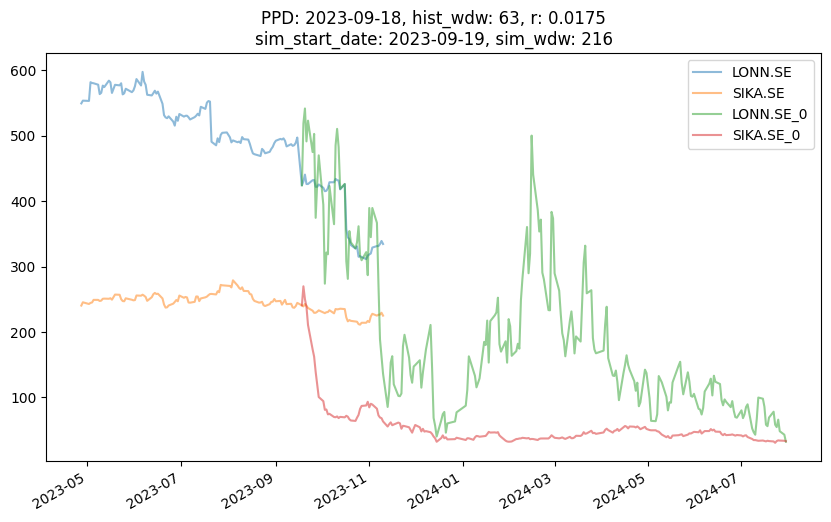 PPD: 2023-09-18, hist_wdw: 63, r: 0.0175
sim_start_date: 2023-09-19, sim_wdw: 216
LONN.SE
SIKA.SE
LONN.SE_0
SIKA.SE_0
600
500
400
300
200
100
2023-05
2023-07
2023-09
2023-11
2024-01
2024-03
2024-05
2024-07